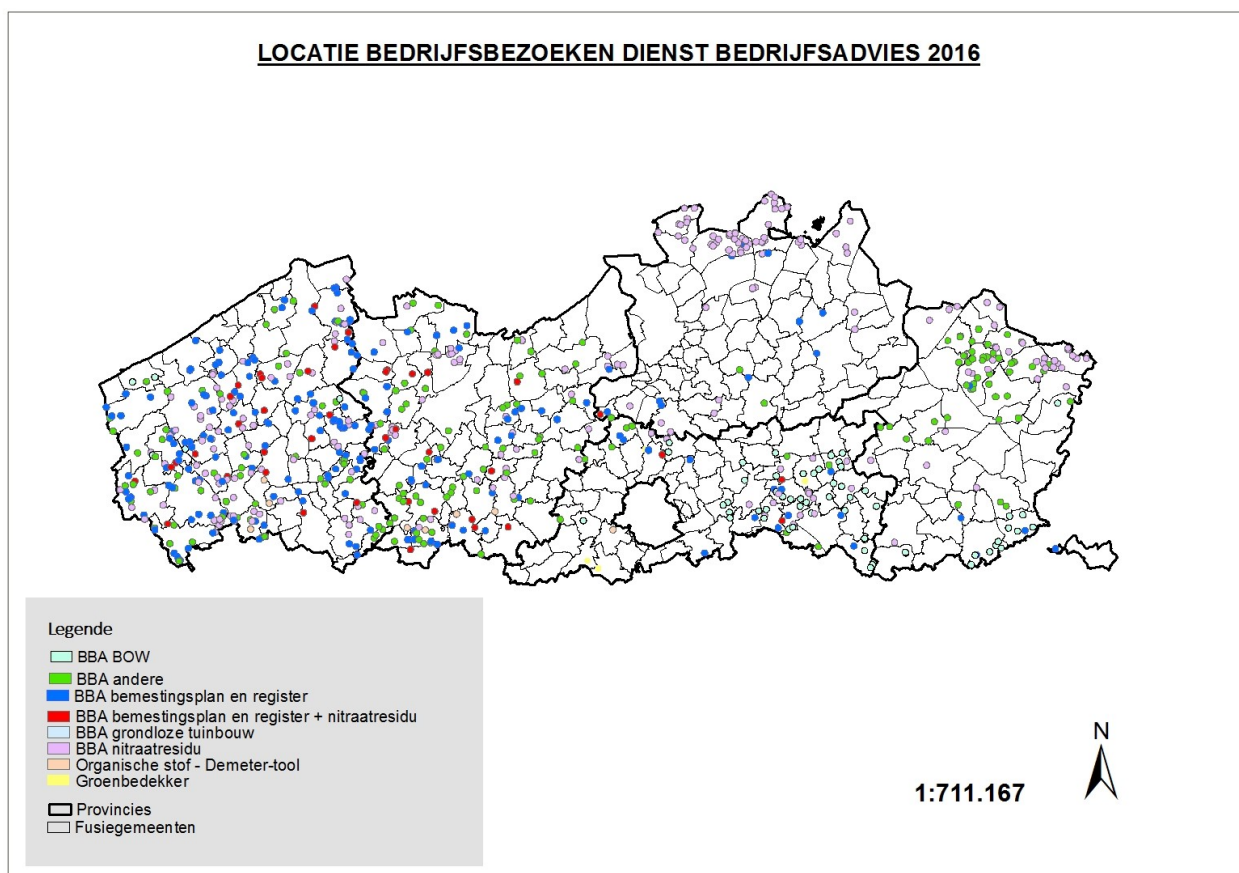 LOCATIE BEDRIJFSBEZOEKEN DIENST BEDRIJFSADVIES 2016
Legende
BBA BOW
BBA andere
BBA bemestingsplan en register
BBA bemestingsplan en register + nitraatresidu
BBA grondloze tuinbouw
BBA nitraatresidu
Organische stof - Demeter-tool
Groenbedekker
Provincies
Fusiegemeenten
1:711.167
N